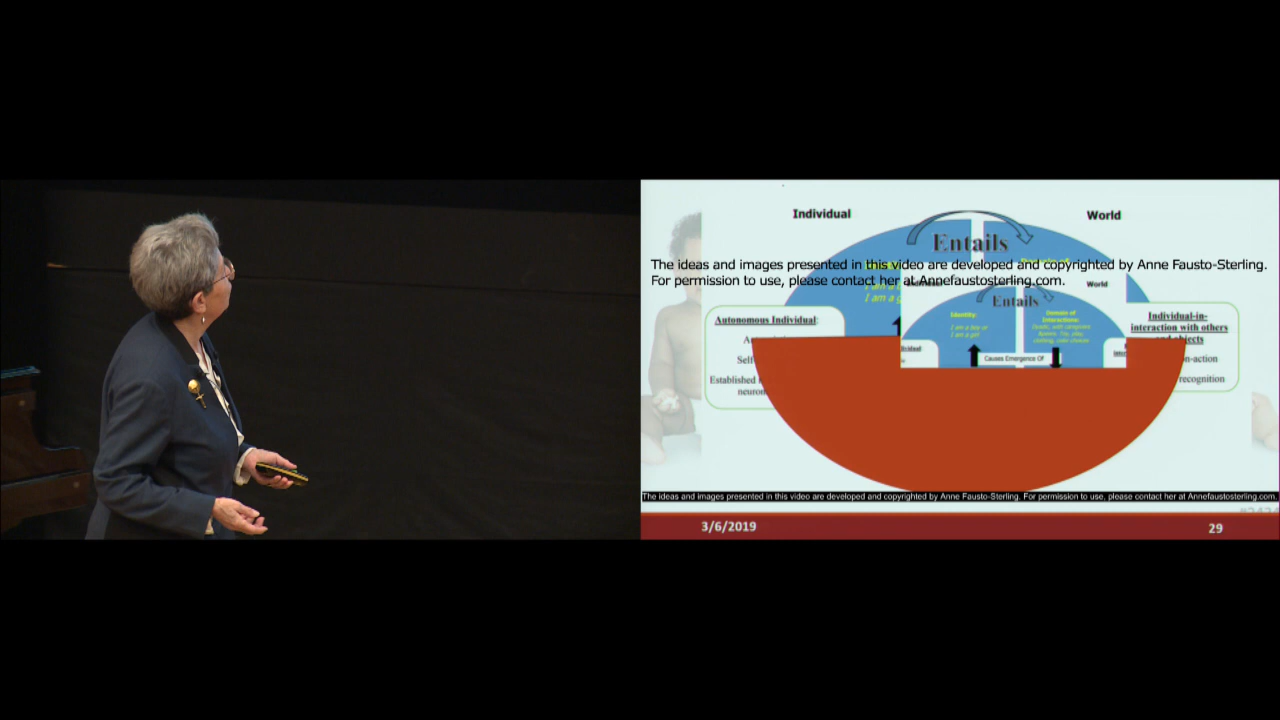 Individual
World
Entails
The ideas and images presented in this video are developed and copyrighted by Anne Fausto-Sterling.
For permission to use, please contact her at Annefaustosterling.com.
World
Entails
I am a
Identity:
I am a boy or
I am a girl
Domain of
Interactions:
Autonomous Individual:
Self
Established
Causes Emergence Of
Individual-in-
interaction with others
and objects
-action
recognition
The ideas and images presented in this video are developed and copyrighted by Anne Fausto-Sterling. For permission to use, please contact her at Annefaustosterling.com.
3/6/2019
29